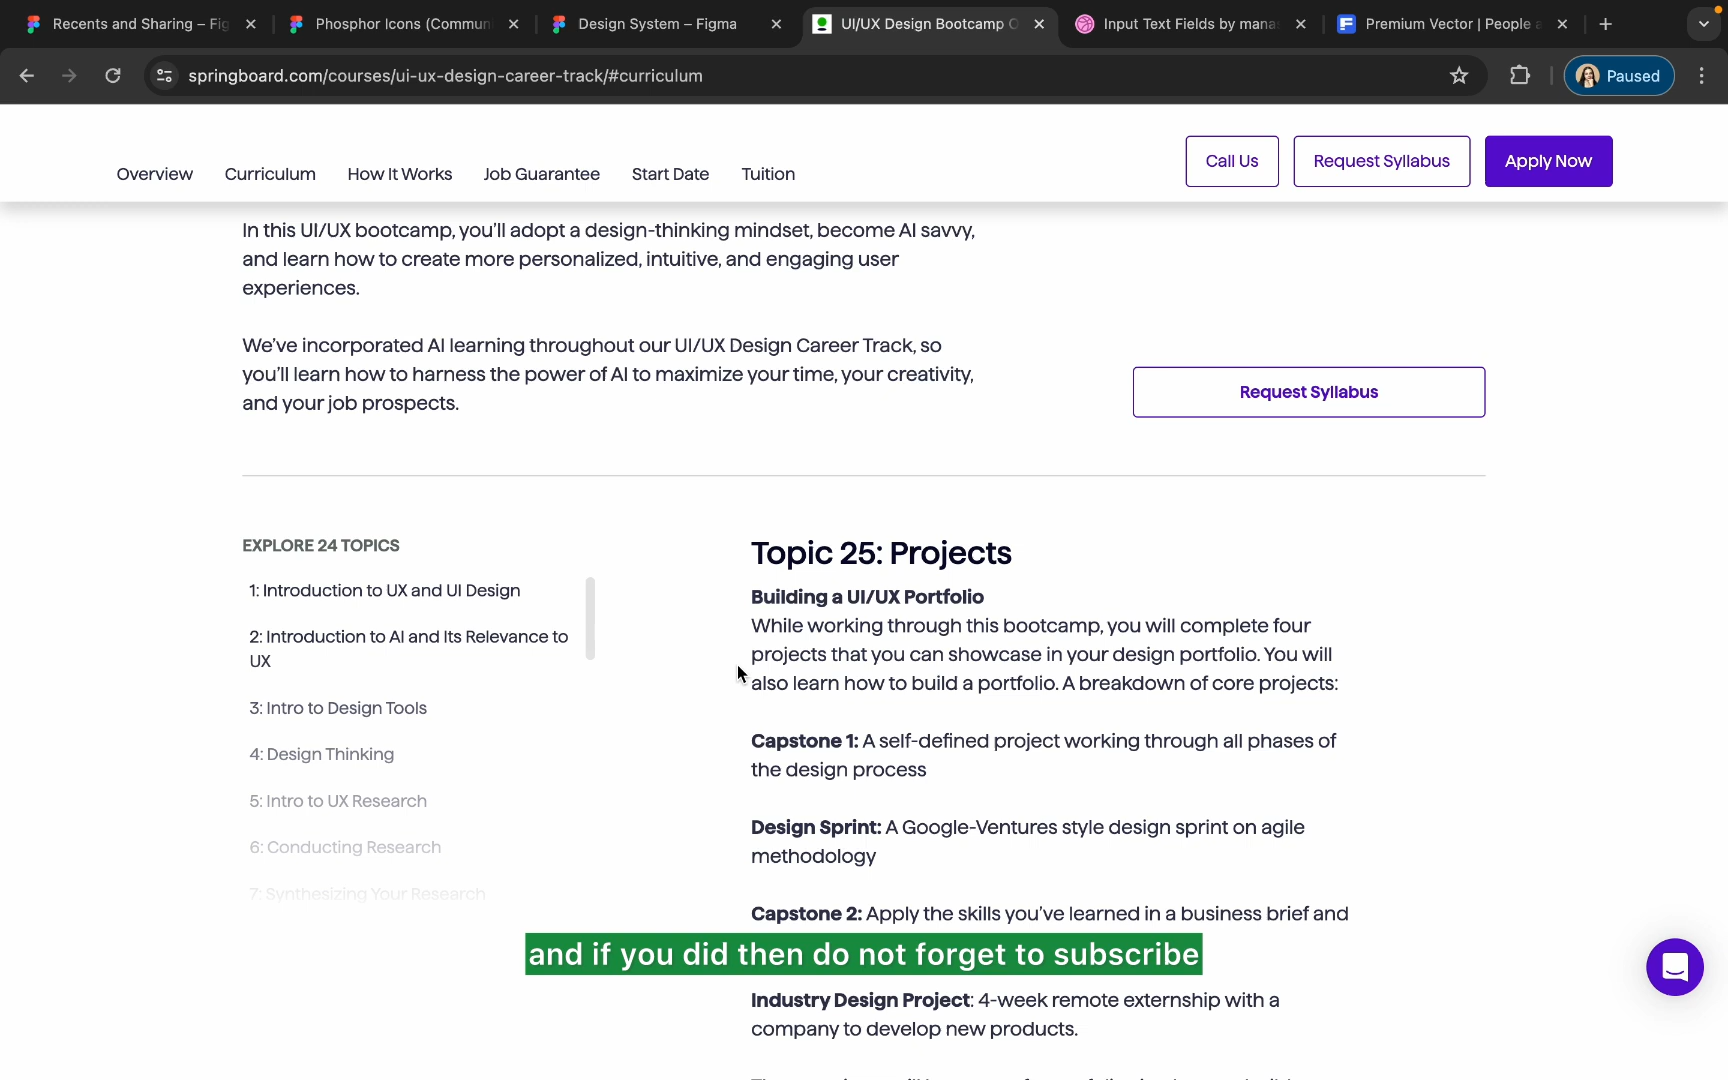 Recents and Sharing – Fig
Phosphor Icons (Commun
Design System – Figma
UI/UX Design Bootcamp O
Input Text Fields by mana
Premium Vector | People a
springboard.com/courses/ui-ux-design-career-track/#curriculum
Paused
Overview
Curriculum
How It Works
Job Guarantee
Start Date
Tuition
Call Us
Request Syllabus
Apply Now
In this UI/UX bootcamp, you'll adopt a design-thinking mindset, become AI savvy,
and learn how to create more personalized, intuitive, and engaging user
experiences.
We've incorporated AI learning throughout our UI/UX Design Career Track, so
you'll learn how to harness the power of AI to maximize your time, your creativity,
and your job prospects.
Request Syllabus
EXPLORE 24 TOPICS
1: Introduction to UX and UI Design
2: Introduction to AI and Its Relevance to
UX
3: Intro to Design Tools
4: Design Thinking
5: Intro to UX Research
6: Conducting Research
7: Synthesizing Your Research
Topic 25: Projects
Building a UI/UX Portfolio
While working through this bootcamp, you will complete four
projects that you can showcase in your design portfolio. You will
also learn how to build a portfolio. A breakdown of core projects:
Capstone 1: A self-defined project working through all phases of
the design process
Design Sprint: A Google-Ventures style design sprint on agile
methodology
Capstone 2: Apply the skills you've learned in a business brief and
and if you did then do not forget to subscribe
Industry Design Project: 4-week remote externship with a
company to develop new products.